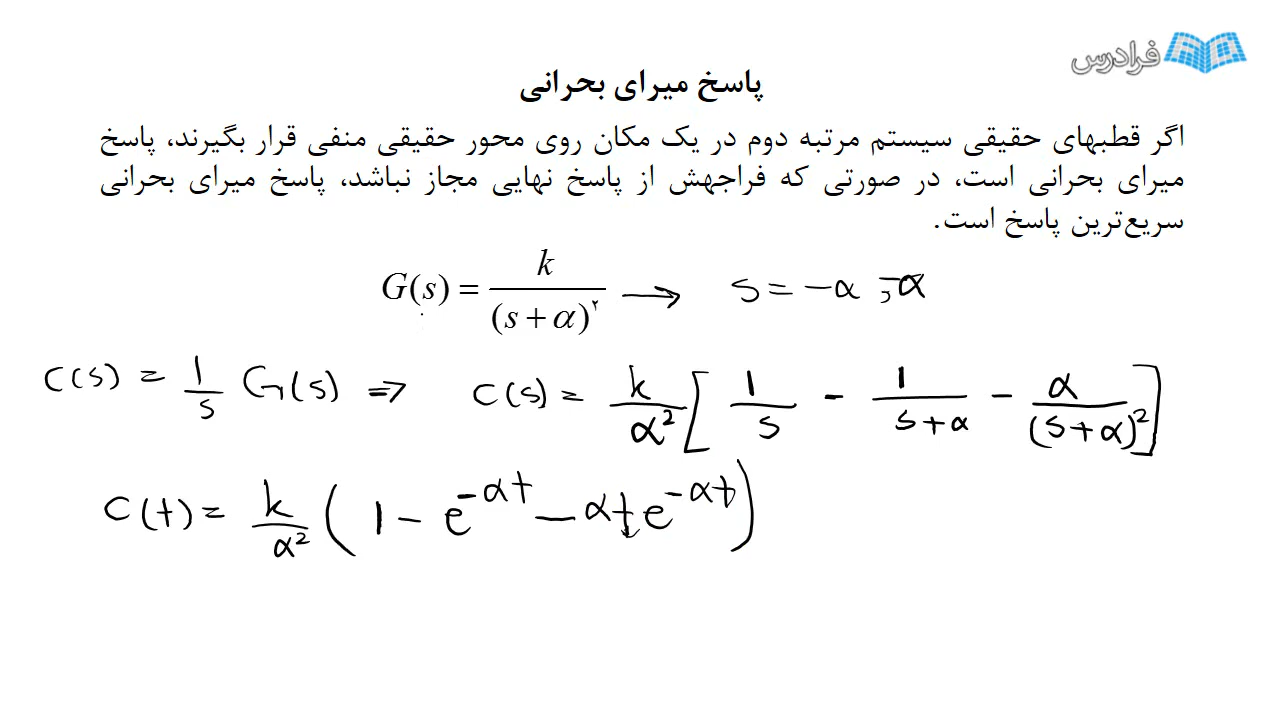 فرادرس
پاسخ میرای بحرانی
اگر قطبهای حقیقی سیستم مرتبه دوم در یک مکان روی محور حقیقی منفی قرار بگیرند، پاسخ
میرای بحرانی است، در صورتی که فراجهش از پاسخ نهایی مجاز نباشد، پاسخ میرای بحرانی
سریع‌ترین پاسخ است.
G(s) = k/(s + α)^۲ → s = -α و -α
C(s) = 1/s G(s) ⇒ C(s) = k/α² [ 1/s - 1/(s+α) - α/(s+α)² ]
C(t) = k/α² ( 1 - e^{-αt} - αt e^{-αt} )